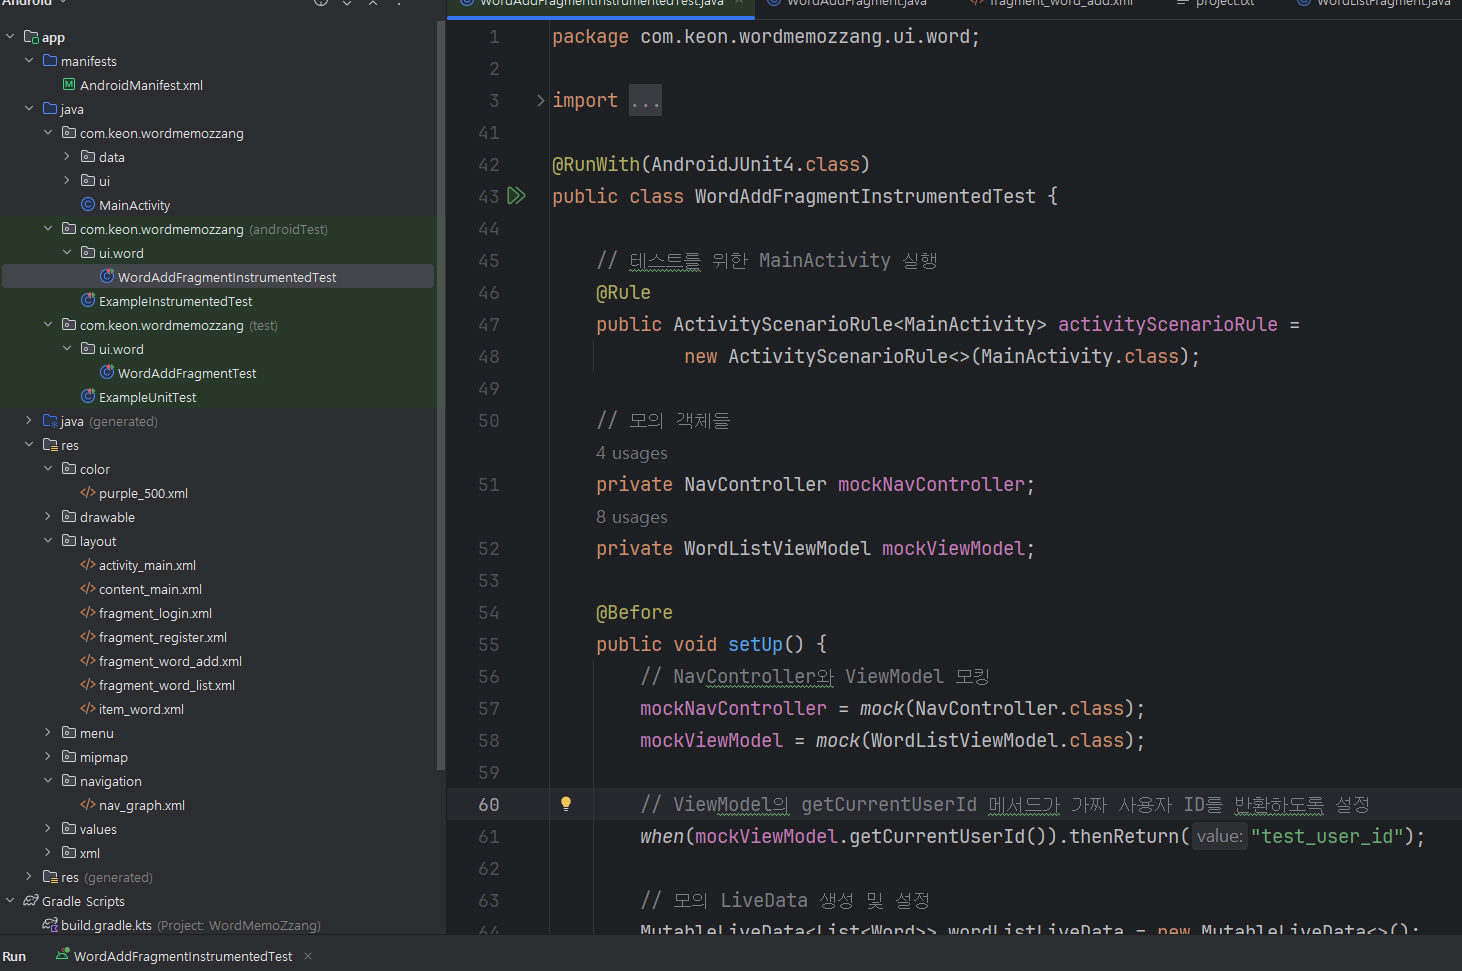 Android
app
manifests
AndroidManifest.xml
java
com.keon.wordmemozzang
data
ui
MainActivity
com.keon.wordmemozzang (androidTest)
ui.word
WordAddFragmentInstrumentedTest
ExampleInstrumentedTest
com.keon.wordmemozzang (test)
ui.word
WordAddFragmentTest
ExampleUnitTest
java (generated)
res
color
purple_500.xml
drawable
layout
activity_main.xml
content_main.xml
fragment_login.xml
fragment_register.xml
fragment_word_add.xml
fragment_word_list.xml
item_word.xml
menu
mipmap
navigation
nav_graph.xml
values
xml
res (generated)
Gradle Scripts
build.gradle.kts (Project: WordMemoZzang)
WordAddFragmentInstrumentedTest.java
WordAddFragment.java
fragment_word_add.xml
project.txt
WordListFragment.java
1 package com.keon.wordmemozzang.ui.word;
2
3 import ...
41
42 @RunWith(AndroidJUnit4.class)
43 public class WordAddFragmentInstrumentedTest {
44
45 // 테스트를 위한 MainActivity 실행
46 @Rule
47 public ActivityScenarioRule<MainActivity> activityScenarioRule =
48 new ActivityScenarioRule<>(MainActivity.class);
49
50 // 모의 객체들
4 usages
51 private NavController mockNavController;
8 usages
52 private WordListViewModel mockViewModel;
53
54 @Before
55 public void setUp() {
56 // NavController와 ViewModel 모킹
57 mockNavController = mock(NavController.class);
58 mockViewModel = mock(WordListViewModel.class);
59
60 // ViewModel의 getCurrentUserId 메서드가 가짜 사용자 ID를 반환하도록 설정
61 when(mockViewModel.getCurrentUserId()).thenReturn( value: "test_user_id");
62
63 // 모의 LiveData 생성 및 설정
64 MutableLiveData<List<Word>> wordListLiveData = new MutableLiveData<>();
Run WordAddFragmentInstrumentedTest